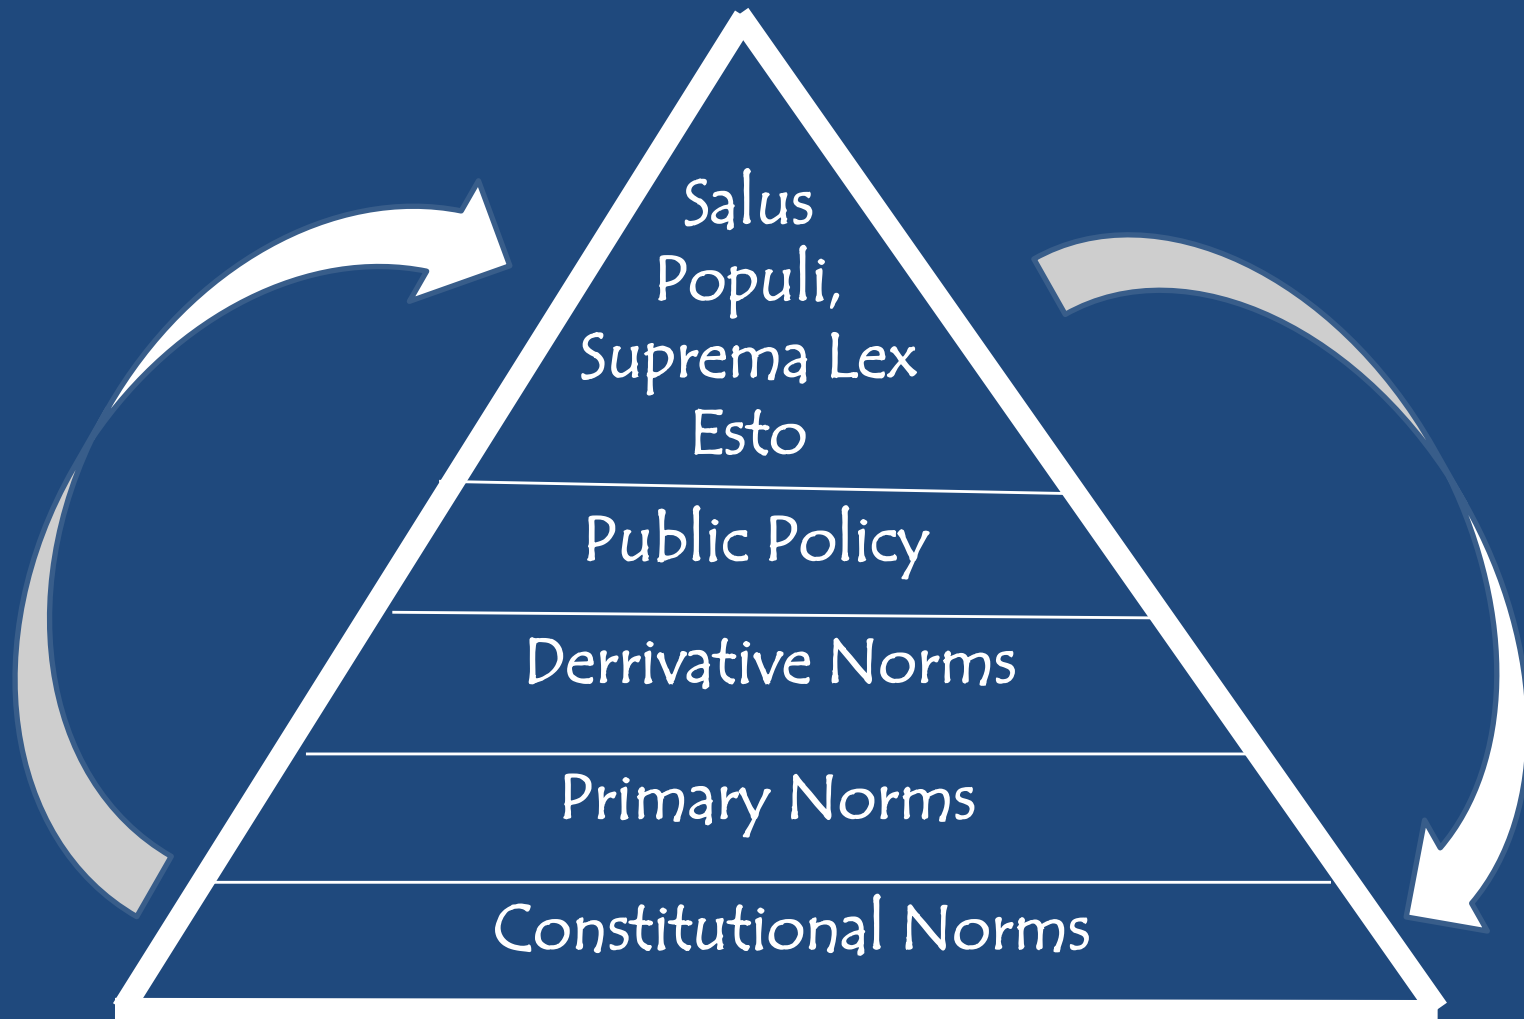 Salus
Populi,
Suprema Lex
Esto
Public Policy
Derrivative Norms
Primary Norms
Constitutional Norms